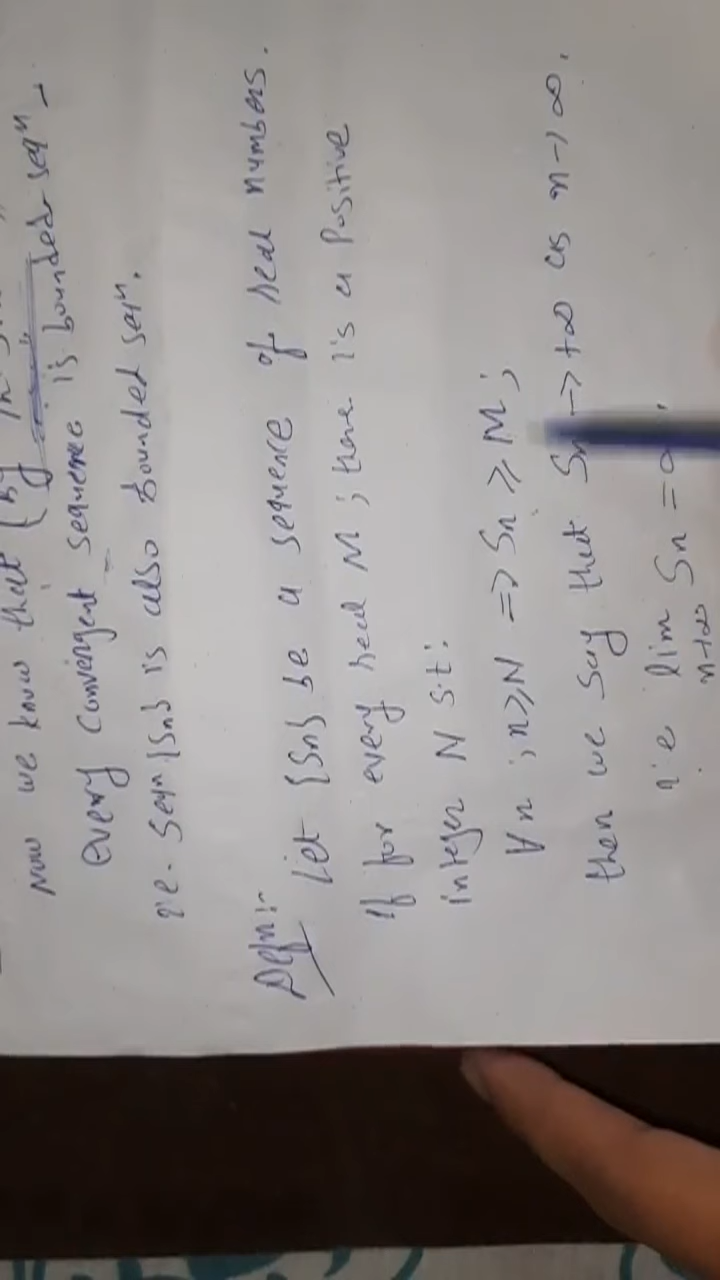 Now we know that (by
every convergent sequence is bounded seqⁿ -
i.e. seqⁿ {Sn} is also bounded seqⁿ.
Defn:-
Let {Sn} be a sequence of real numbers.
If for every real M ; there is a Positive
integer N s.t:
∀ n ; n ≥ N => Sn ≥ M ;
then we say that Sn -> +∞ as n -> ∞.
i.e lim Sn =
n→∞